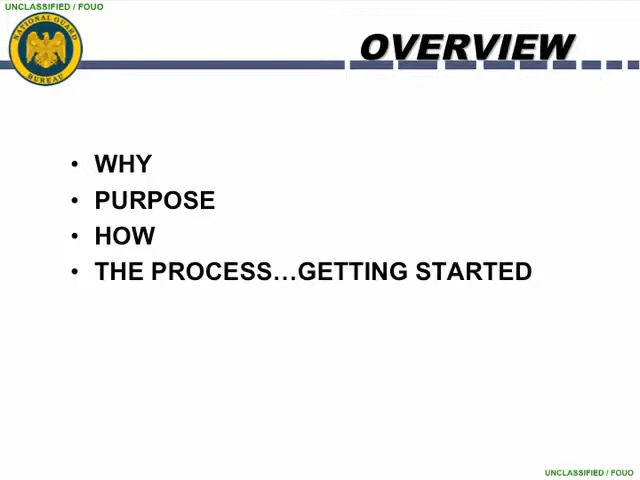 UNCLASSIFIED / FOUO
NATIONAL GUARD
BUREAU
OVERVIEW
• WHY
• PURPOSE
• HOW
• THE PROCESS…GETTING STARTED
UNCLASSIFIED / FOUO